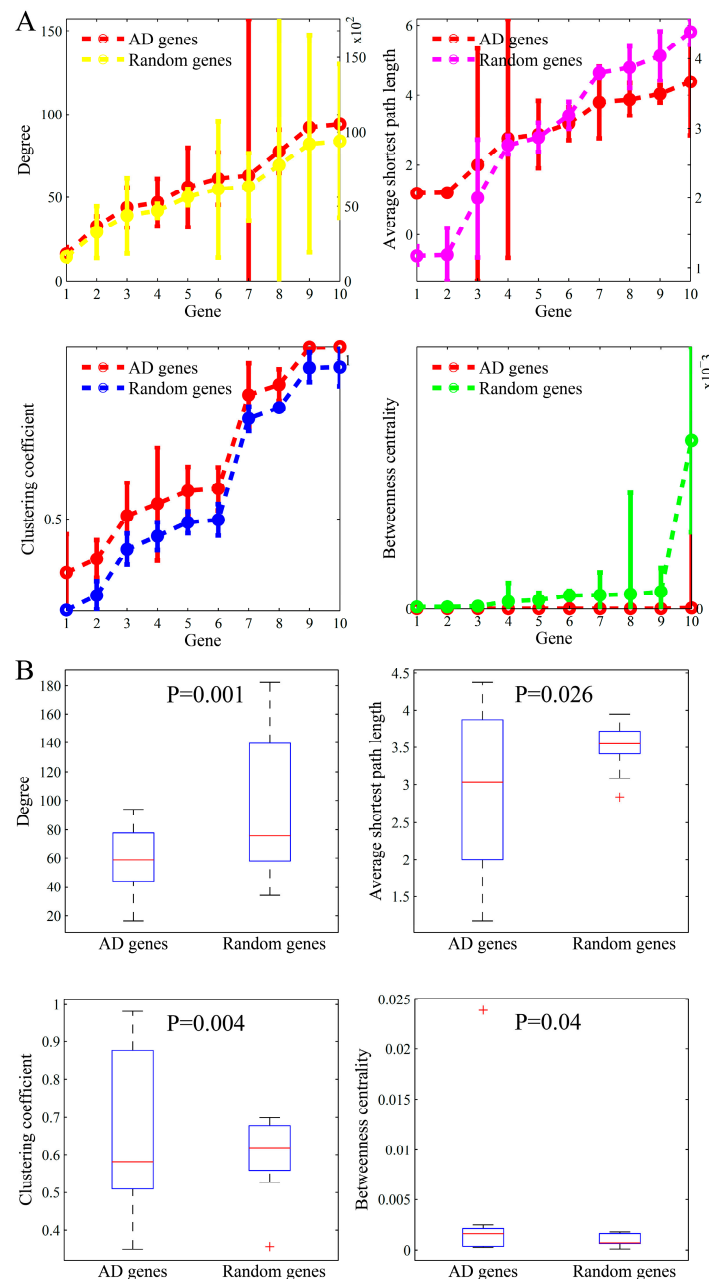 A
AD genes
Random genes
Degree
150
100
50
0
×10²
150
100
50
0
1 2 3 4 5 6 7 8 9 10
Gene
AD genes
Random genes
Average shortest path length
6
4
2
0
4
3
2
1
1 2 3 4 5 6 7 8 9 10
Gene
AD genes
Random genes
Clustering coefficient
0.5
1
1 2 3 4 5 6 7 8 9 10
Gene
AD genes
Random genes
Betweenness centrality
0
×10⁻³
0
1 2 3 4 5 6 7 8 9 10
Gene
B
P=0.001
Degree
180
160
140
120
100
80
60
40
20
AD genes Random genes
P=0.026
Average shortest path length
4.5
4
3.5
3
2.5
2
1.5
AD genes Random genes
P=0.004
Clustering coefficient
1
0.9
0.8
0.7
0.6
0.5
0.4
AD genes Random genes
P=0.04
Betweenness centrality
0.025
0.02
0.015
0.01
0.005
0
AD genes Random genes